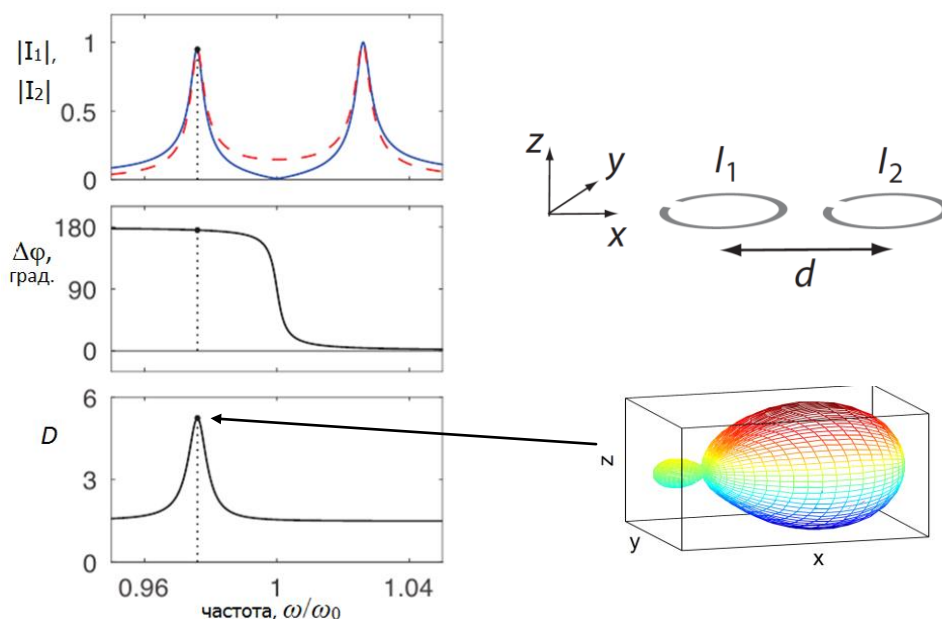 |I₁|,
|I₂|
1
0.5
0
180
Δφ,
град.
90
0
6
D
3
0
0.96
1
1.04
частота, ω/ω₀
z
y
x
I₁
I₂
d
z
y
x